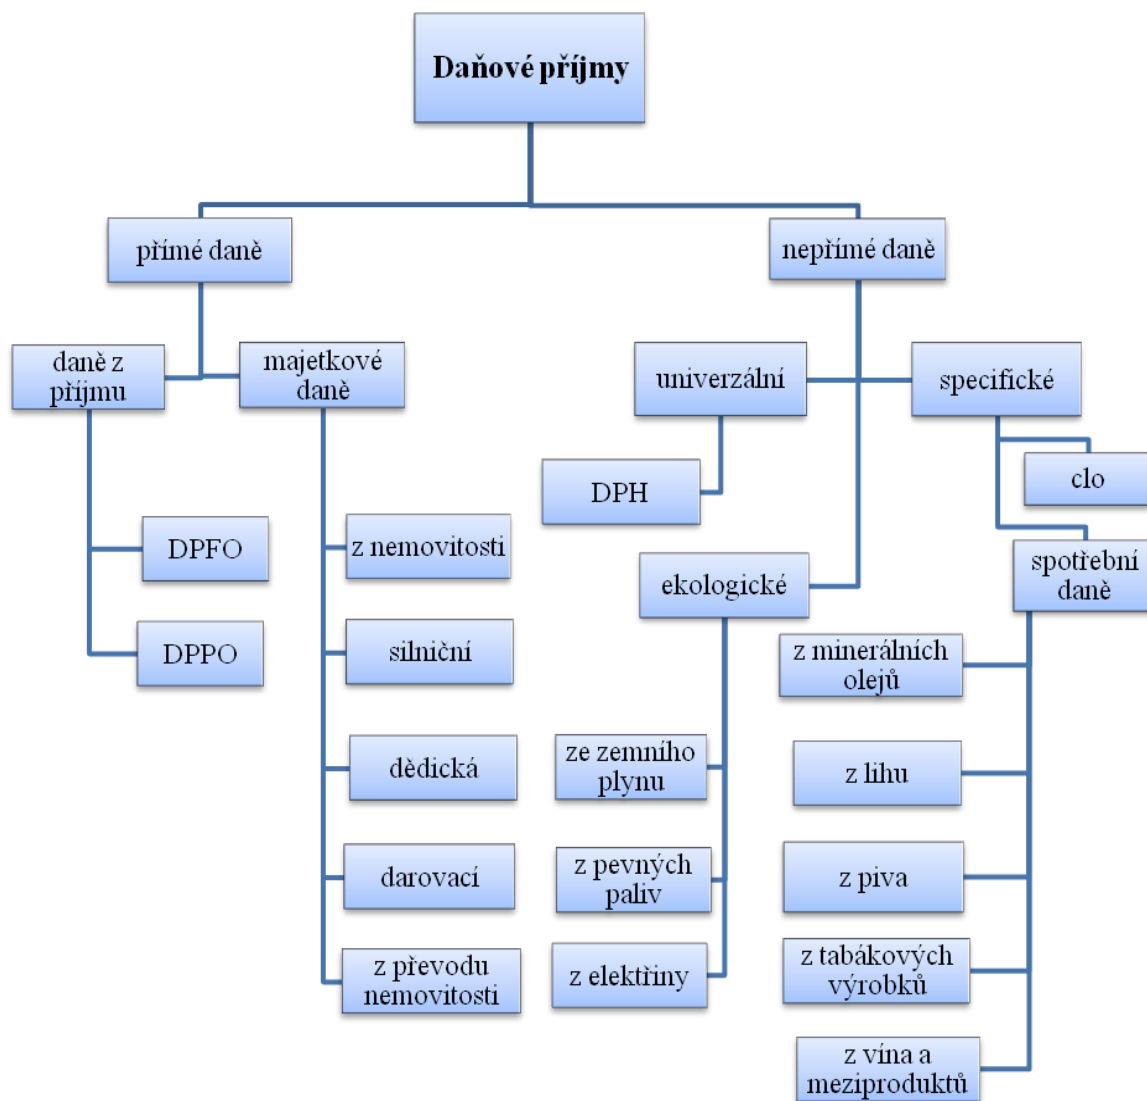 Daňové příjmy
přímé daně
nepřímé daně
daně z
příjmu
majetkové
daně
univerzální
specifické
DPH
clo
DPFO
z nemovitosti
ekologické
spotřební
daně
DPPO
silniční
z minerálních
olejů
dědická
ze zemního
plynu
z lihu
darovací
z pevných
paliv
z piva
z převodu
nemovitosti
z elektřiny
z tabákových
výrobků
z vína a
meziproduktů